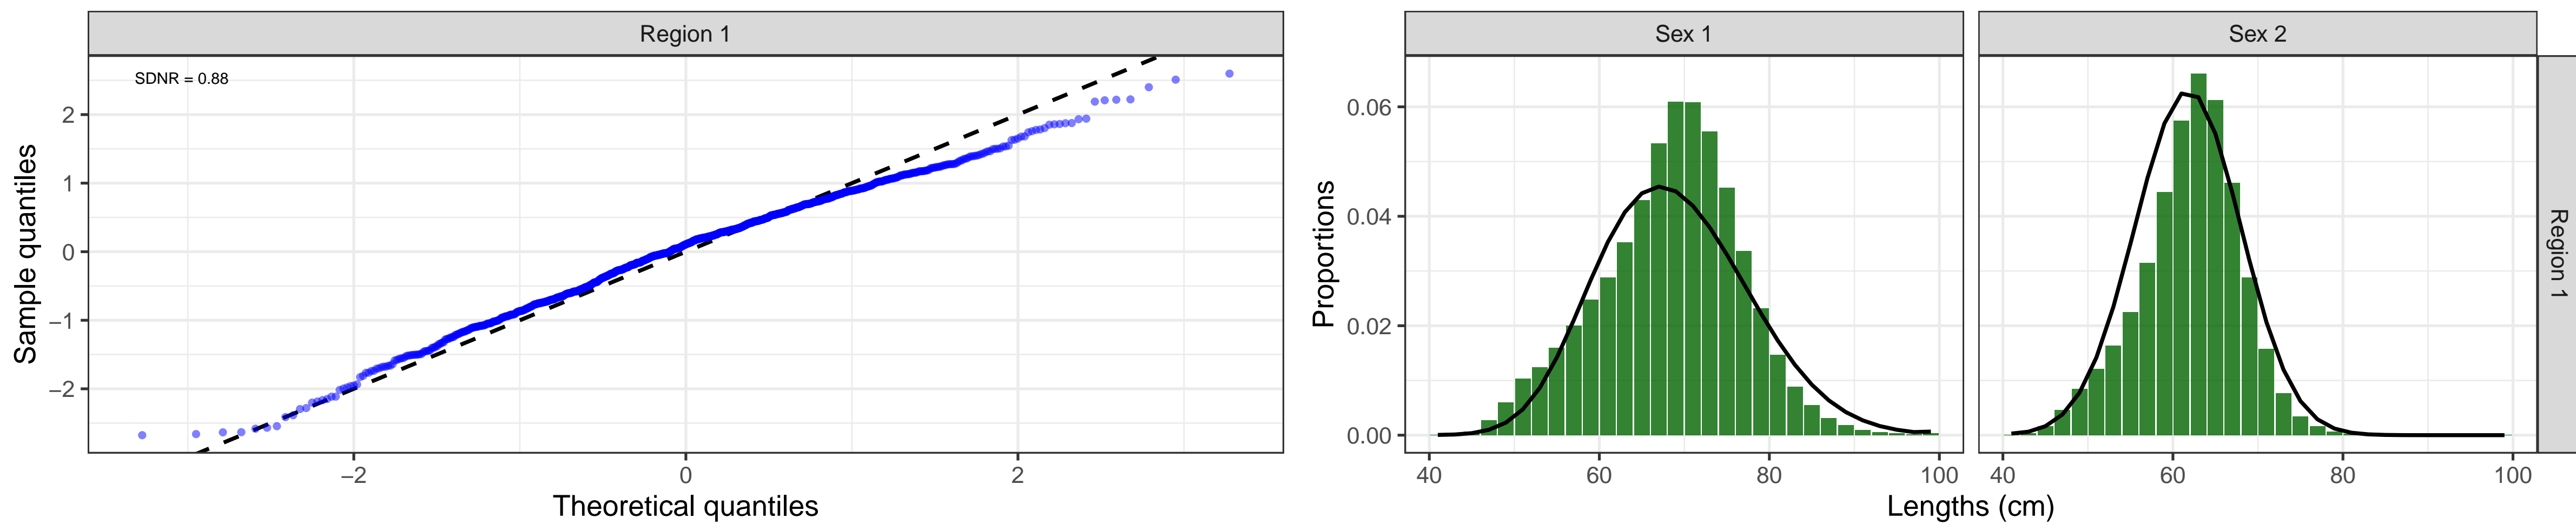 Region 1
SDNR = 0.88
Sample quantiles
2
1
0
−1
−2
−2
0
2
Theoretical quantiles
Sex 1
Sex 2
Region 1
Proportions
0.06
0.04
0.02
0.00
40
60
80
100
40
60
80
100
Lengths (cm)